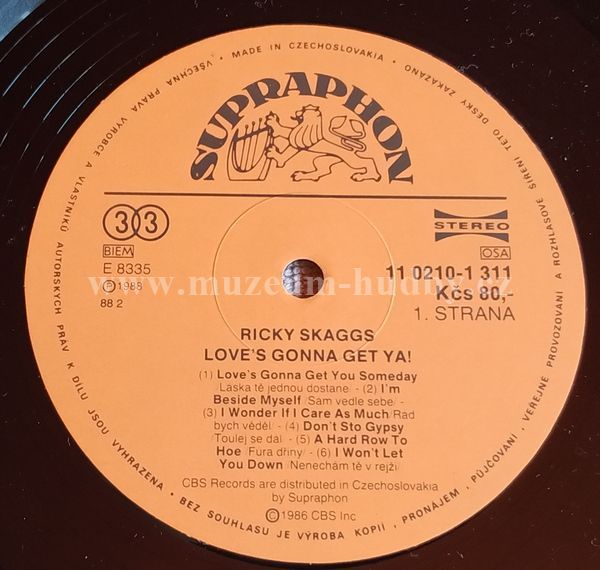 VŠECHNA PRÁVA VÝROBCE A VLASTNÍKŮ AUTORSKÝCH PRÁV K DÍLU JSOU VYHRAZENA • BEZ SOUHLASU JE VÝROBA KOPIÍ, PRONÁJEM, PŮJČOVÁNÍ, VEŘEJNÉ PROVOZOVÁNÍ A ROZHLASOVÉ ŠÍŘENÍ TÉTO DESKY ZAKÁZÁNO
• MADE IN CZECHOSLOVAKIA •
SUPRAPHON
33
STEREO
BIEM
OSA
E 8335
11 0210-1 311
℗ 1988
Kčs 80,-
88 2
1. STRANA
www.muzeum-hudby.cz
RICKY SKAGGS
LOVE'S GONNA GET YA!
(1) Love's Gonna Get You Someday
/Láska tě jednou dostane/ - (2) I'm
Beside Myself /Sám vedle sebe/ -
(3) I Wonder If I Care As Much /Rád
bych věděl/ - (4) Don't Sto Gypsy
/Toulej se dál/ - (5) A Hard Row To
Hoe /Fůra dřiny/ - (6) I Won't Let
You Down /Nenechám tě v rejži/
CBS Records are distributed in Czechoslovakia
by Supraphon
©1986 CBS Inc